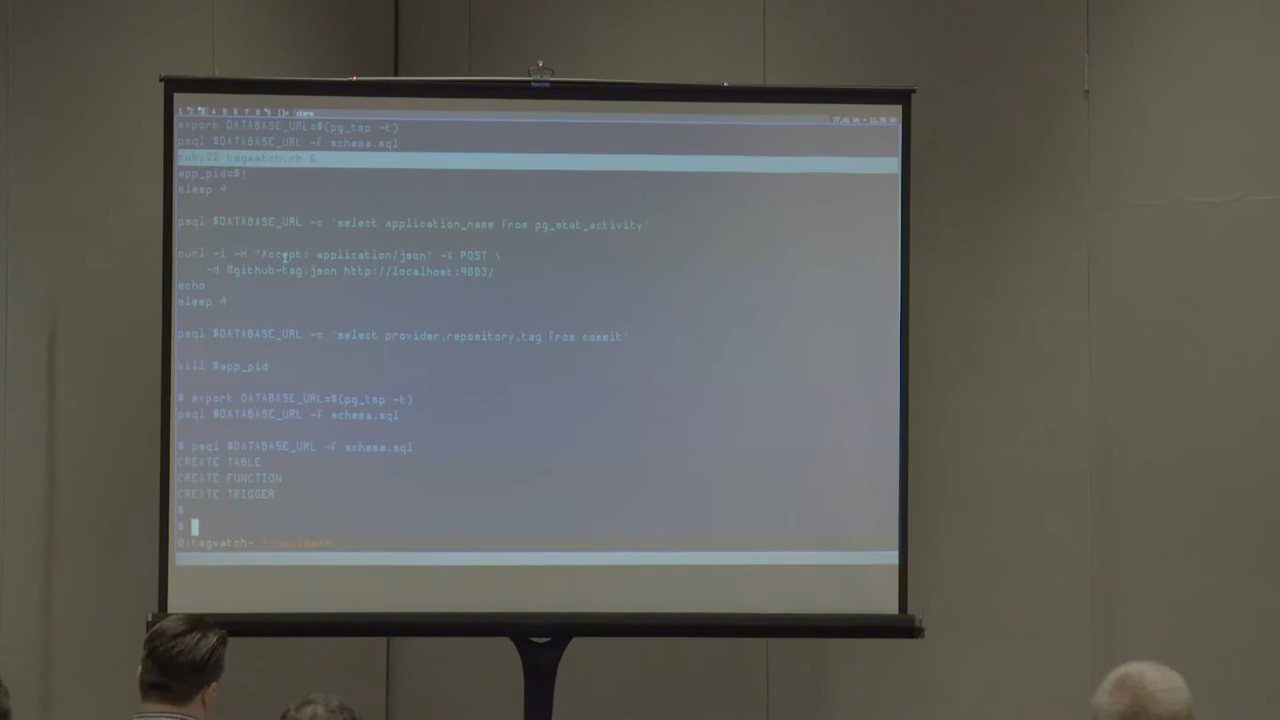 export DATABASE_URL=$(pg_tmp -t)
psql $DATABASE_URL -f schema.sql
ruby22 tagwatch.rb &
app_pid=$!
sleep 4
psql $DATABASE_URL -c 'select application_name from pg_stat_activity'
curl -i -H "Accept: application/json" -X POST \
-d @github-tag.json http://localhost:9003/
echo
sleep 4
psql $DATABASE_URL -c 'select provider,repository,tag from commit'
kill $app_pid
$ export DATABASE_URL=$(pg_tmp -t)
psql $DATABASE_URL -f schema.sql
$ psql $DATABASE_URL -f schema.sql
CREATE TABLE
CREATE FUNCTION
CREATE TRIGGER
$
$
0:tagwatch-